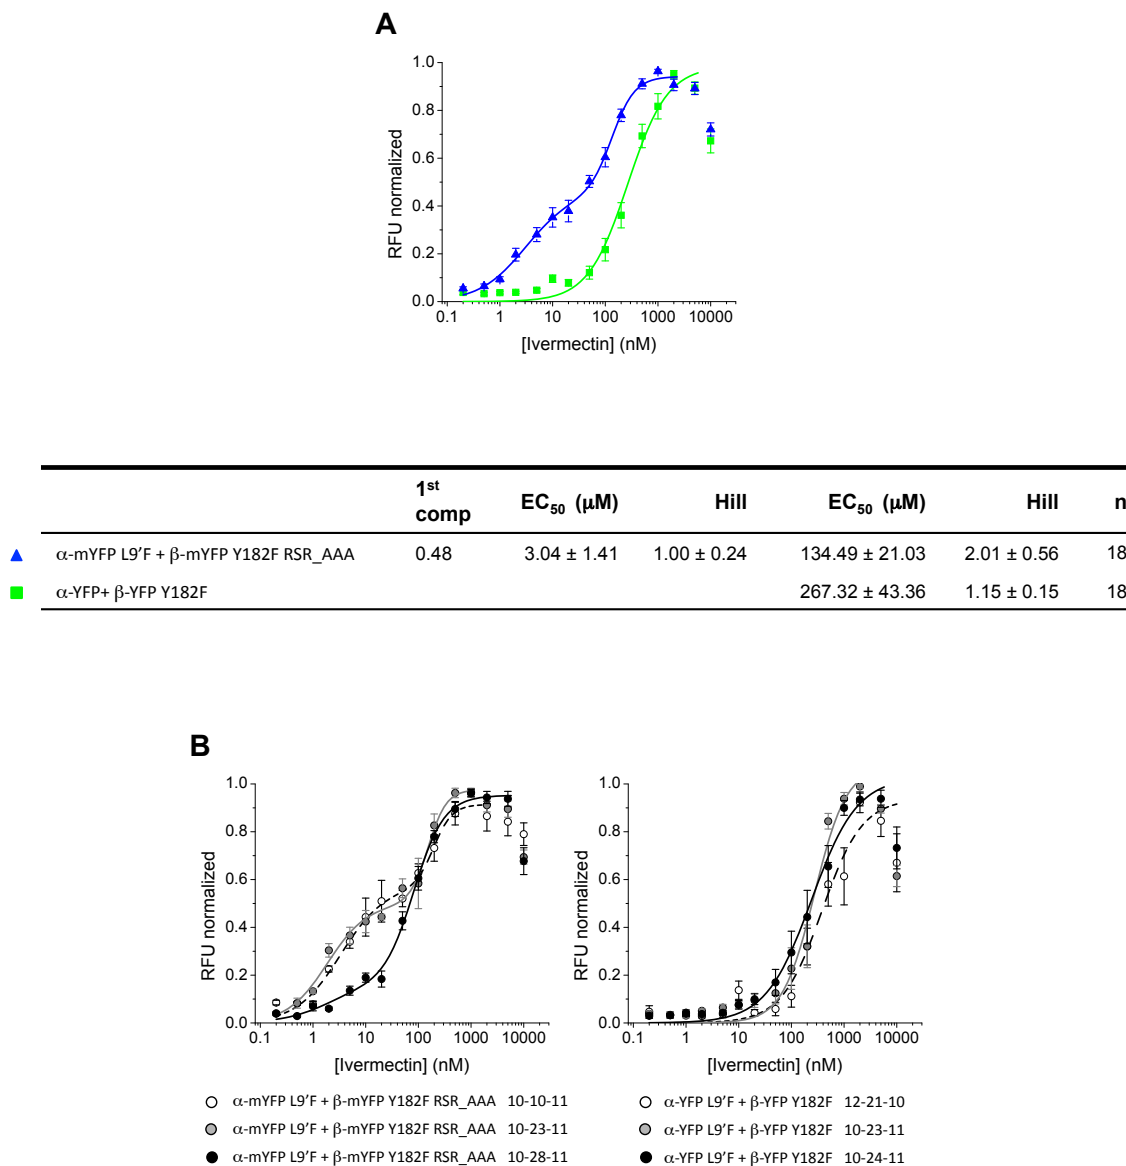 A
RFU normalized
1.0
0.8
0.6
0.4
0.2
0.0
0.1 1 10 100 1000 10000
[Ivermectin] (nM)
1st comp EC50 (μM) Hill EC50 (μM) Hill n
α-mYFP L9'F + β-mYFP Y182F RSR_AAA 0.48 3.04 ± 1.41 1.00 ± 0.24 134.49 ± 21.03 2.01 ± 0.56 18
α-YFP+ β-YFP Y182F 267.32 ± 43.36 1.15 ± 0.15 18
B
RFU normalized
1.0
0.8
0.6
0.4
0.2
0.0
0.1 1 10 100 1000 10000
[Ivermectin] (nM)
α-mYFP L9'F + β-mYFP Y182F RSR_AAA 10-10-11
α-mYFP L9'F + β-mYFP Y182F RSR_AAA 10-23-11
α-mYFP L9'F + β-mYFP Y182F RSR_AAA 10-28-11
RFU normalized
1.0
0.8
0.6
0.4
0.2
0.0
0.1 1 10 100 1000 10000
[Ivermectin] (nM)
α-YFP L9'F + β-YFP Y182F 12-21-10
α-YFP L9'F + β-YFP Y182F 10-23-11
α-YFP L9'F + β-YFP Y182F 10-24-11